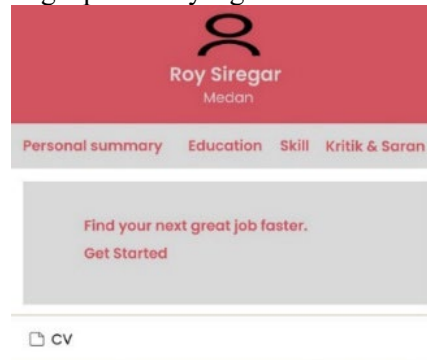 Roy Siregar
Medan
Personal summary Education Skill Kritik & Saran
Find your next great job faster.
Get Started
CV